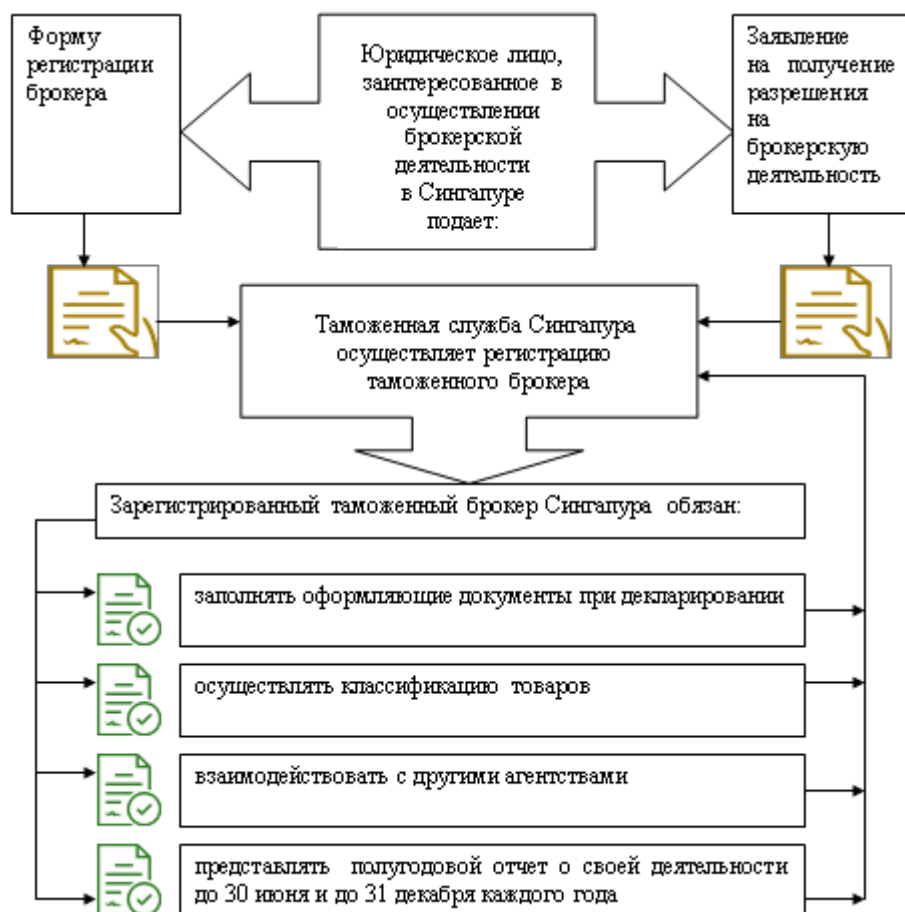 Форму
регистрации
брокера
Юридическое лицо,
заинтересованное в
осуществлении
брокерской
деятельности
в Сингапуре
подает:
Заявление
на получение
разрешения
на
брокерскую
деятельность
Таможенная служба Сингапура
осуществляет регистрацию
таможенного брокера
Зарегистрированный таможенный брокер Сингапура обязан:
заполнять оформляющие документы при декларировании
осуществлять классификацию товаров
взаимодействовать с другими агентствами
представлять полугодовой отчет о своей деятельности
до 30 июня и до 31 декабря каждого года